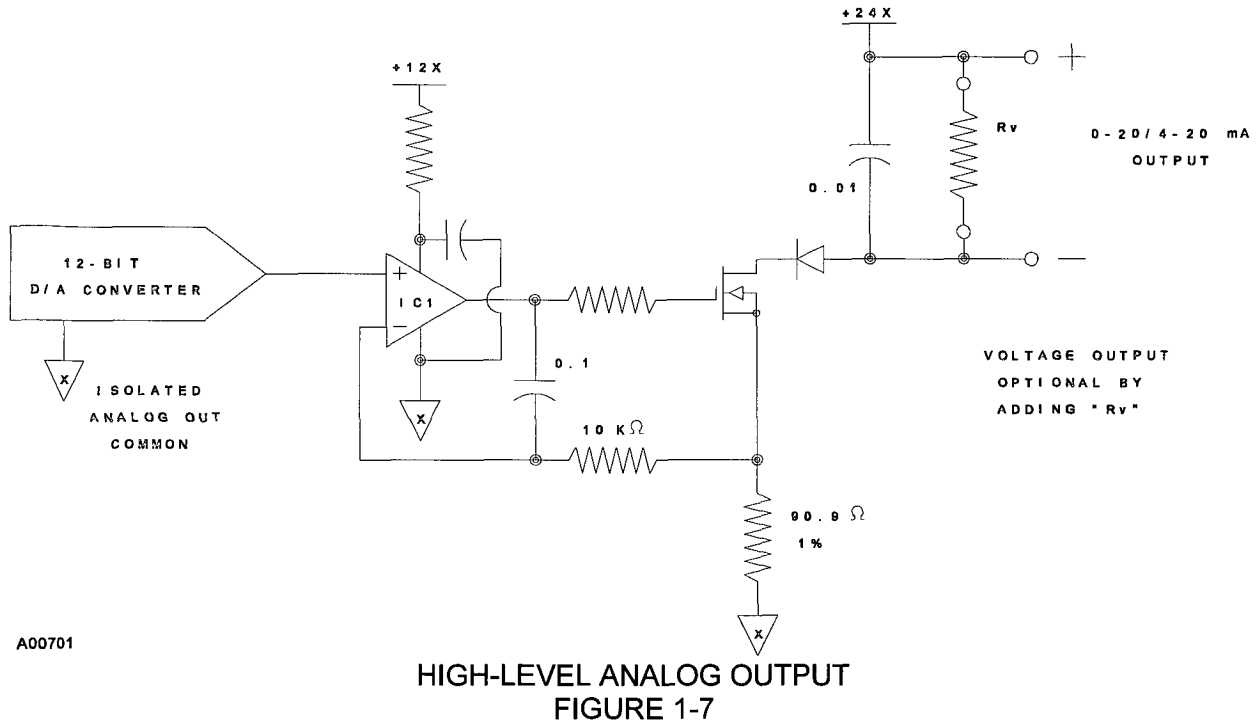 +24X
+12X
+
Rv
0-20/4-20 mA
OUTPUT
0.01
12-BIT
D/A CONVERTER
+
IC1
−
−
X
0.1
ISOLATED
ANALOG OUT
COMMON
X
10 KΩ
VOLTAGE OUTPUT
OPTIONAL BY
ADDING "Rv"
90.9 Ω
1%
X
A00701
HIGH-LEVEL ANALOG OUTPUT
FIGURE 1-7